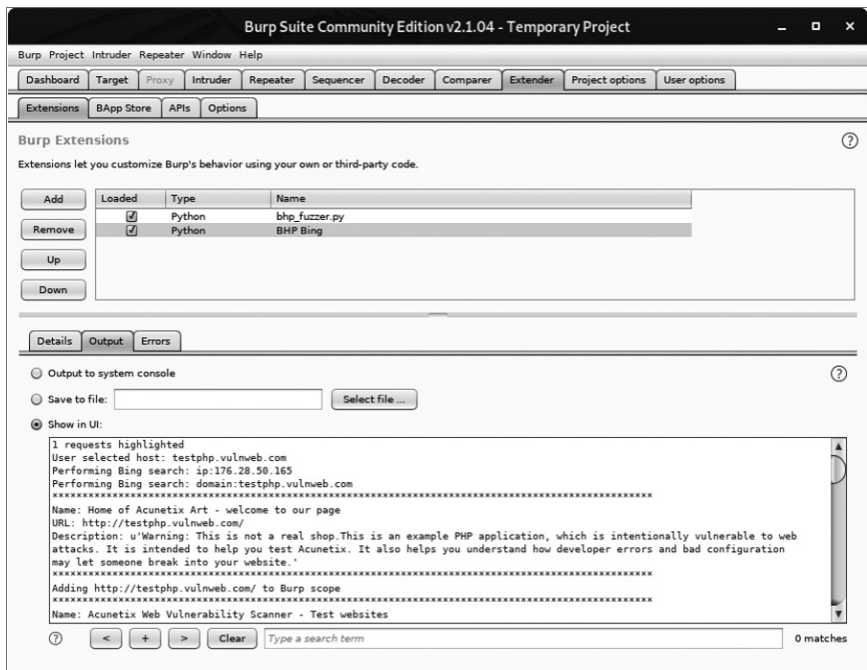 Burp Suite Community Edition v2.1.04 - Temporary Project
Burp Project Intruder Repeater Window Help
Dashboard Target Proxy Intruder Repeater Sequencer Decoder Comparer Extender Project options User options
Extensions BApp Store APIs Options
Burp Extensions
Extensions let you customize Burp's behavior using your own or third-party code.
Add Loaded Type Name
Python bhp_fuzzer.py
Remove Python BHP Bing
Up
Down
Details Output Errors
Output to system console
Save to file: Select file ...
Show in UI:
1 requests highlighted
User selected host: testphp.vulnweb.com
Performing Bing search: ip:176.28.50.165
Performing Bing search: domain:testphp.vulnweb.com
****************************************************************************************************
Name: Home of Acunetix Art - welcome to our page
URL: http://testphp.vulnweb.com/
Description: u'Warning: This is not a real shop.This is an example PHP application, which is intentionally vulnerable to web
attacks. It is intended to help you test Acunetix. It also helps you understand how developer errors and bad configuration
may let someone break into your website.'
****************************************************************************************************
Adding http://testphp.vulnweb.com/ to Burp scope
****************************************************************************************************
Name: Acunetix Web Vulnerability Scanner - Test websites
? < + > Clear Type a search term 0 matches